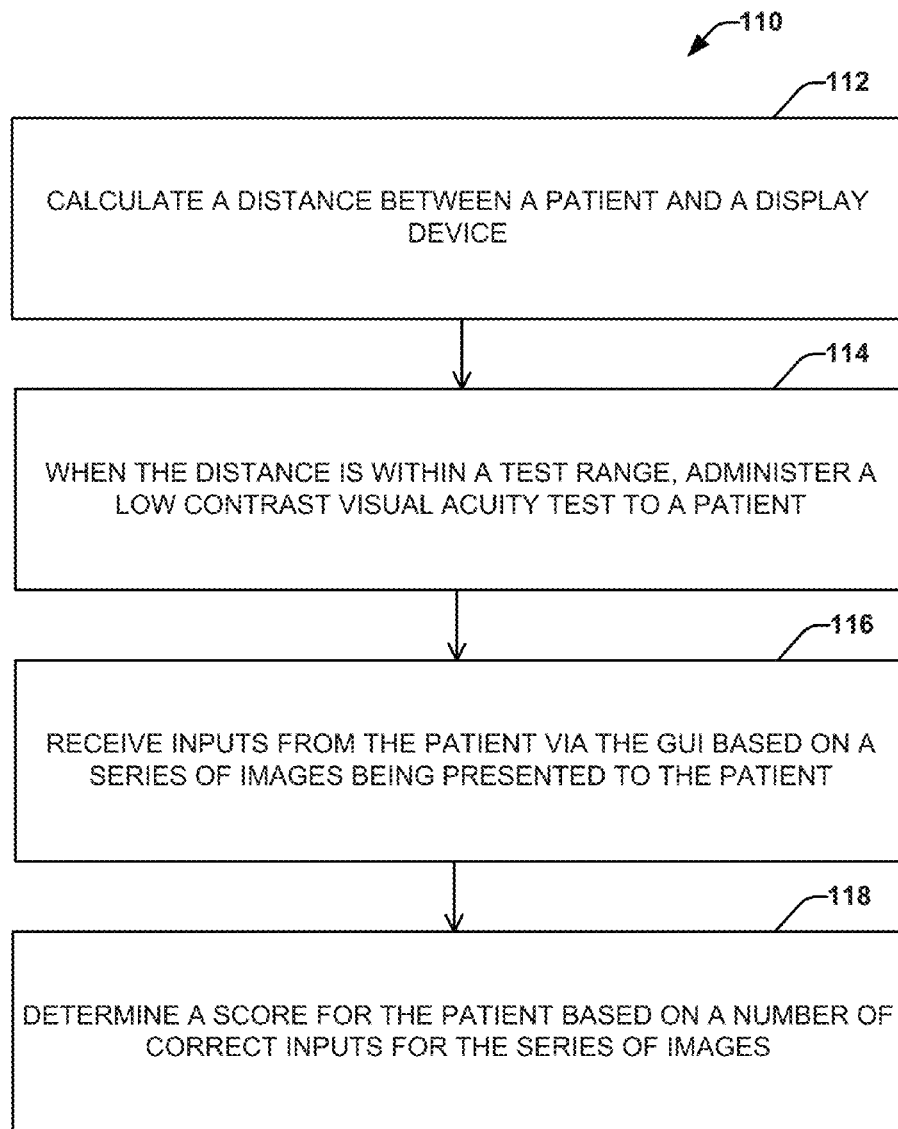 110
112
CALCULATE A DISTANCE BETWEEN A PATIENT AND A DISPLAY
DEVICE
114
WHEN THE DISTANCE IS WITHIN A TEST RANGE, ADMINISTER A
LOW CONTRAST VISUAL ACUITY TEST TO A PATIENT
116
RECEIVE INPUTS FROM THE PATIENT VIA THE GUI BASED ON A
SERIES OF IMAGES BEING PRESENTED TO THE PATIENT
118
DETERMINE A SCORE FOR THE PATIENT BASED ON A NUMBER OF
CORRECT INPUTS FOR THE SERIES OF IMAGES